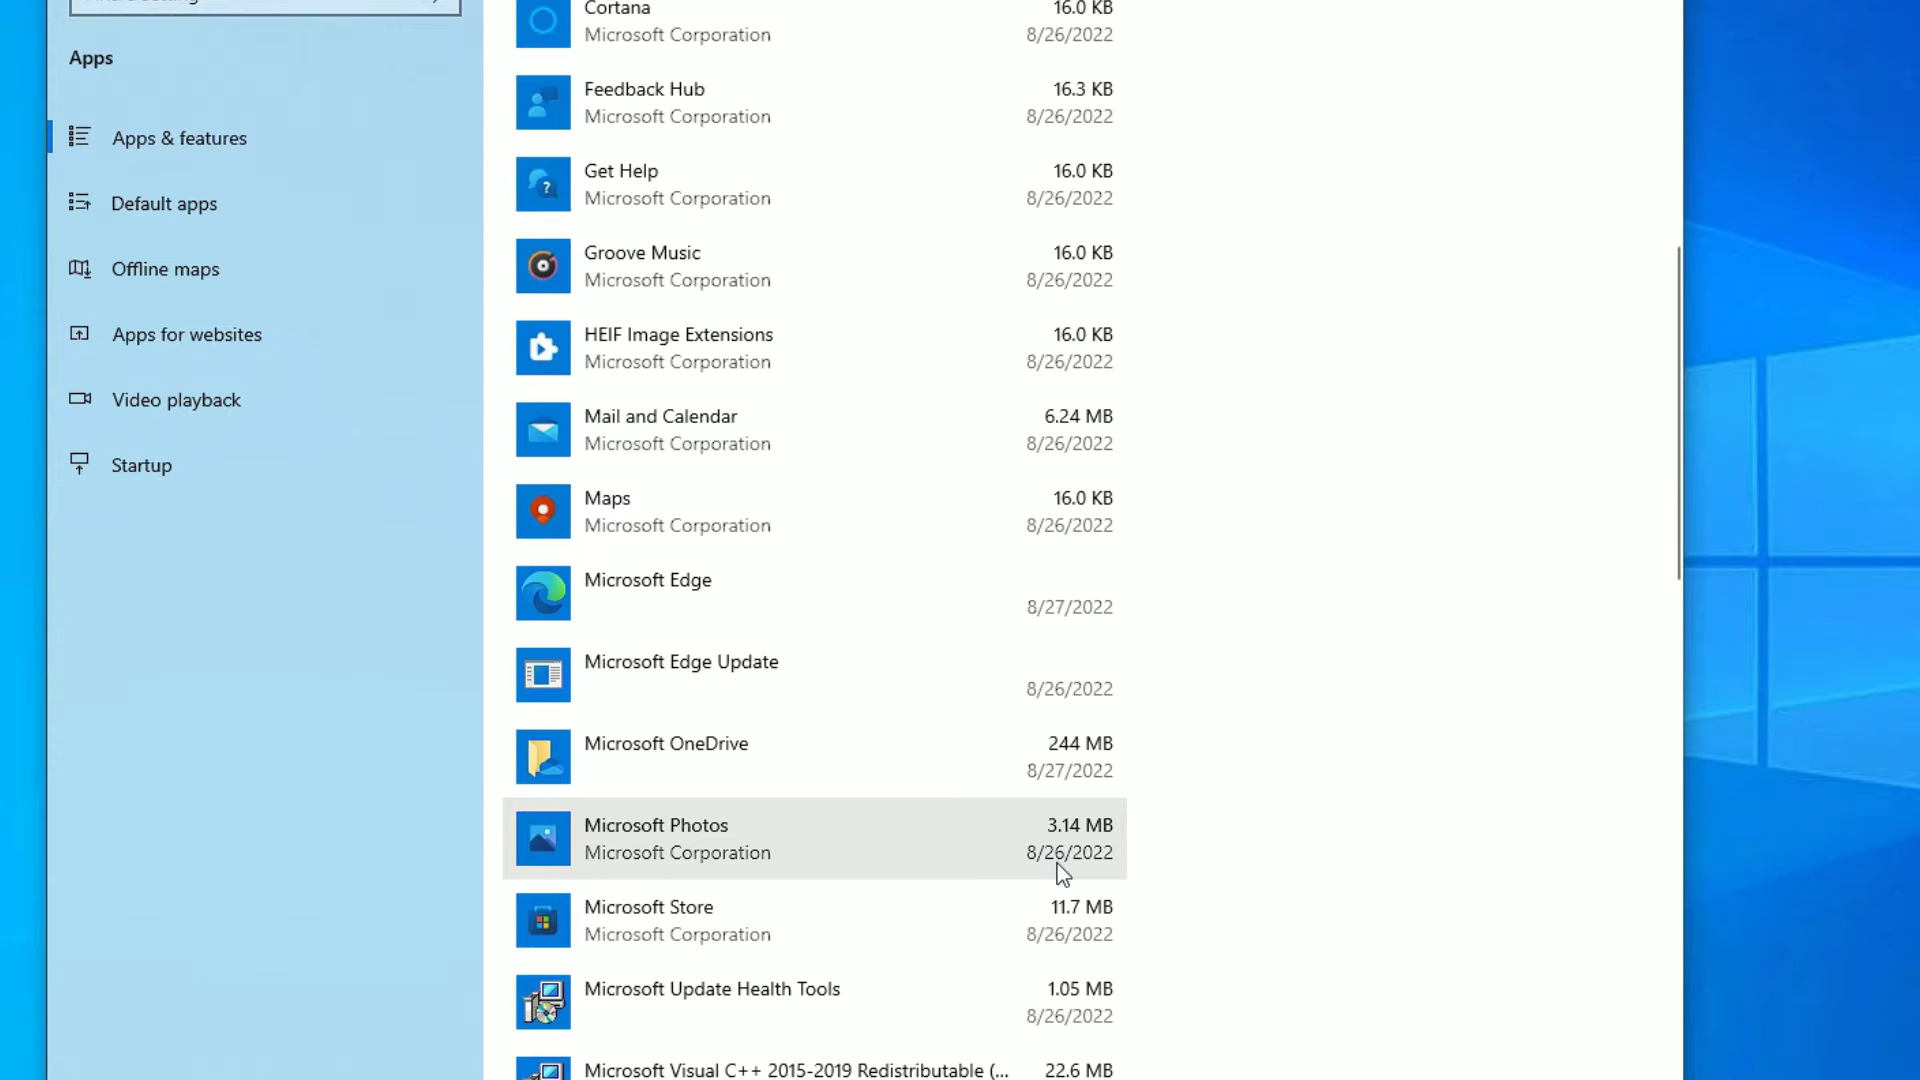 Apps
Apps & features
Default apps
Offline maps
Apps for websites
Video playback
Startup
Cortana 16.0 KB
Microsoft Corporation 8/26/2022
Feedback Hub 16.3 KB
Microsoft Corporation 8/26/2022
Get Help 16.0 KB
Microsoft Corporation 8/26/2022
Groove Music 16.0 KB
Microsoft Corporation 8/26/2022
HEIF Image Extensions 16.0 KB
Microsoft Corporation 8/26/2022
Mail and Calendar 6.24 MB
Microsoft Corporation 8/26/2022
Maps 16.0 KB
Microsoft Corporation 8/26/2022
Microsoft Edge
8/27/2022
Microsoft Edge Update
8/26/2022
Microsoft OneDrive 244 MB
8/27/2022
Microsoft Photos 3.14 MB
Microsoft Corporation 8/26/2022
Microsoft Store 11.7 MB
Microsoft Corporation 8/26/2022
Microsoft Update Health Tools 1.05 MB
8/26/2022
Microsoft Visual C++ 2015-2019 Redistributable (... 22.6 MB